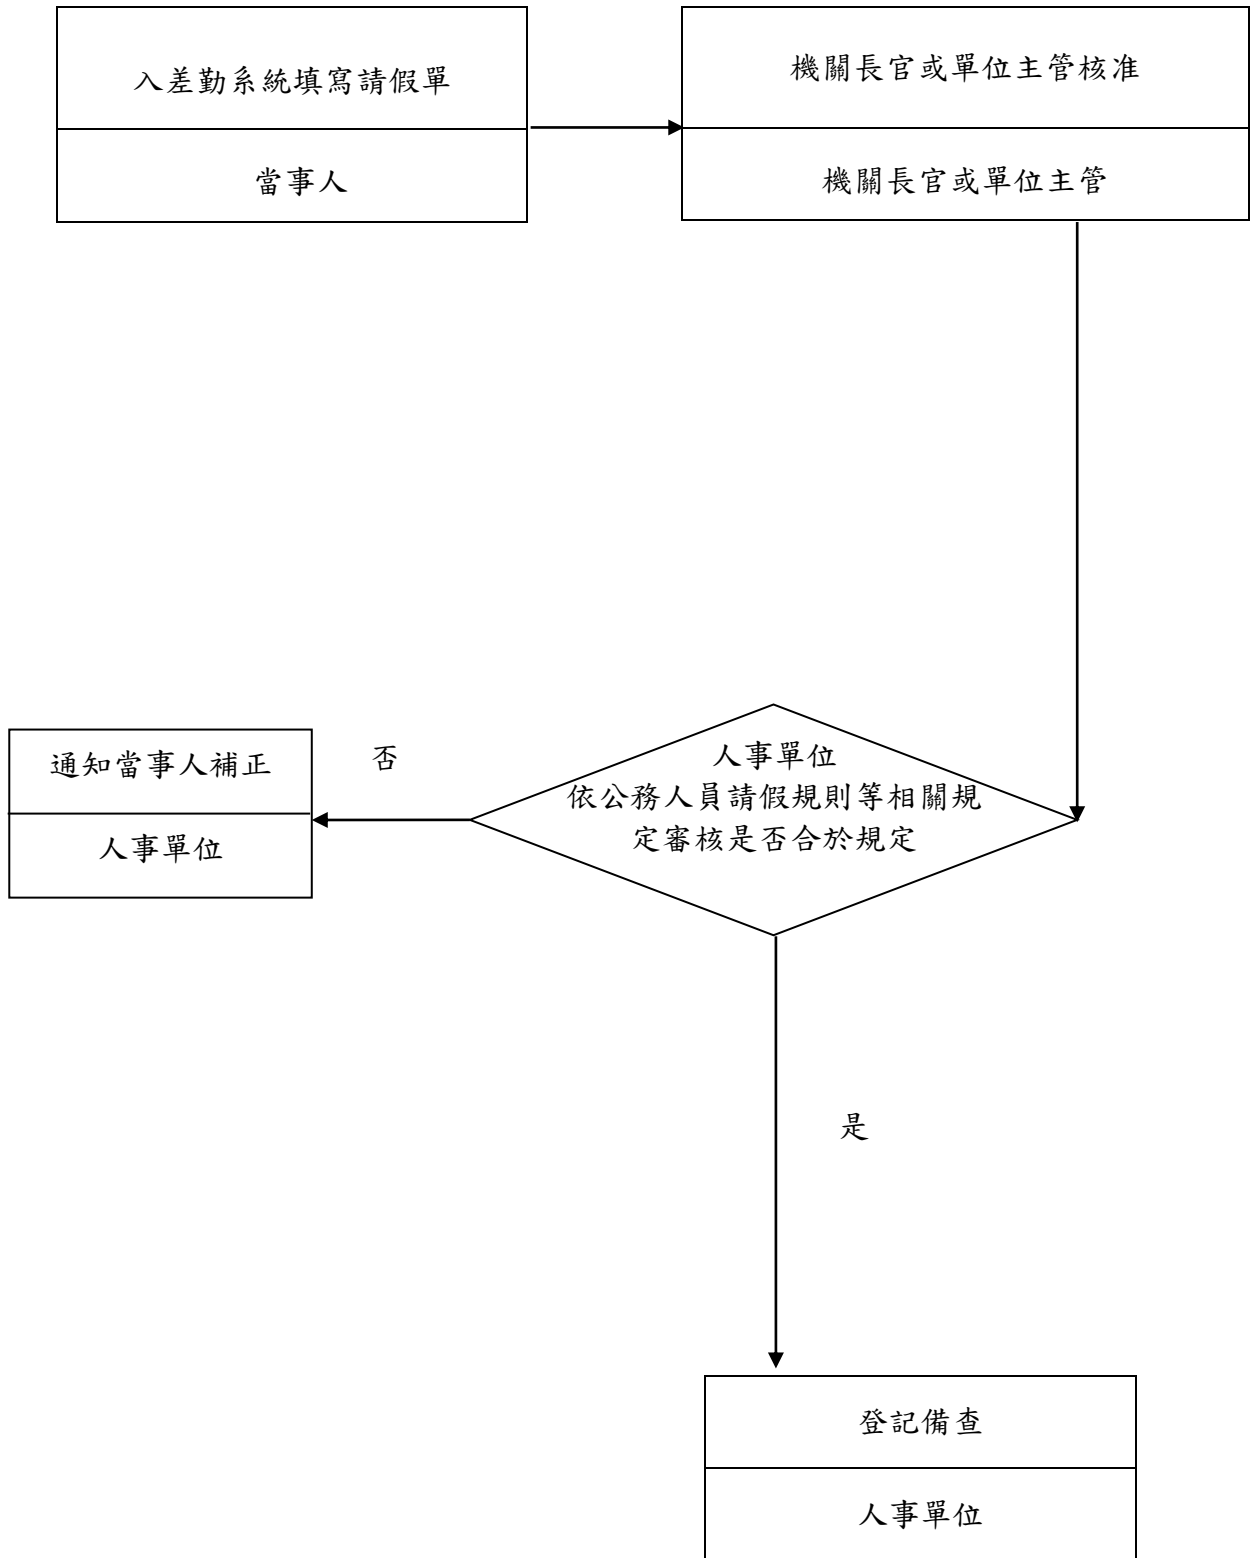 入差勤系統填寫請假單
當事人
機關長官或單位主管核准
機關長官或單位主管
人事單位
依公務人員請假規則等相關規
定審核是否合於規定
否
通知當事人補正
人事單位
是
登記備查
人事單位